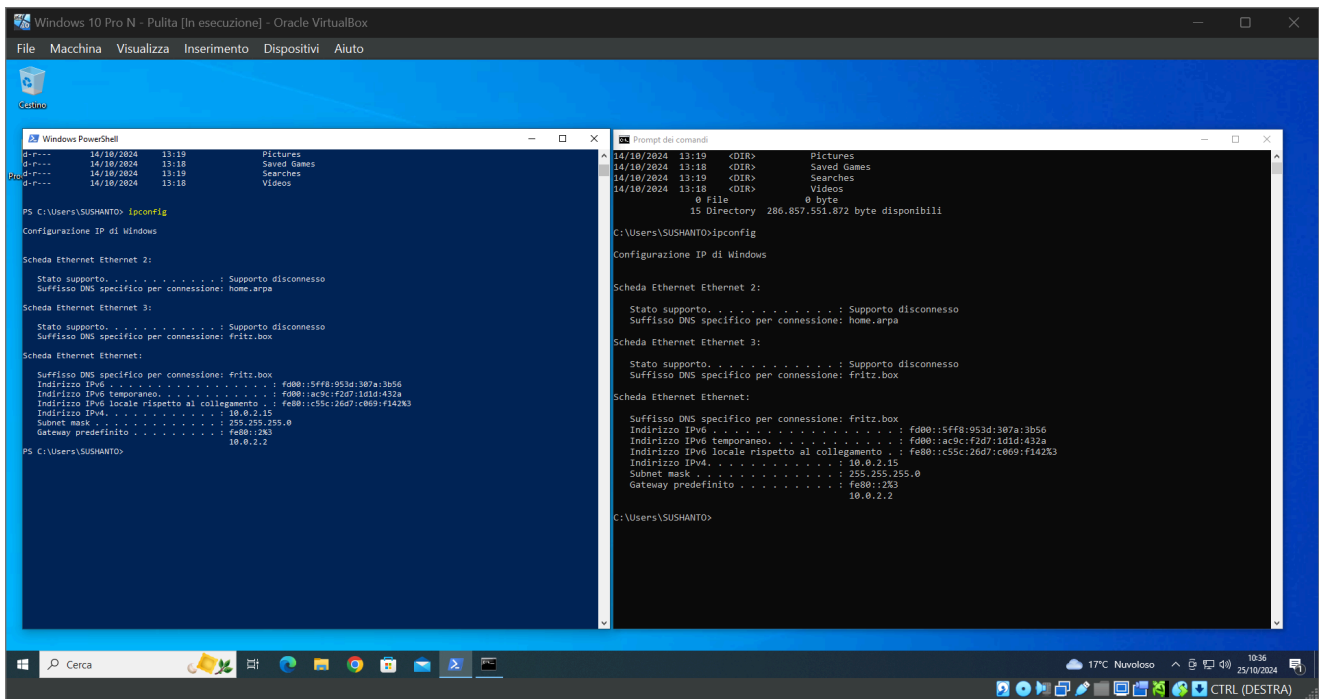 Windows 10 Pro N - Pulita [In esecuzione] - Oracle VirtualBox
File Macchina Visualizza Inserimento Dispositivi Aiuto
Cestino
Windows PowerShell
d-r--- 14/10/2024 13:19 Pictures
d-r--- 14/10/2024 13:18 Saved Games
d-r--- 14/10/2024 13:19 Searches
d-r--- 14/10/2024 13:18 Videos
PS C:\Users\SUSHANTO> ipconfig
Configurazione IP di Windows
Scheda Ethernet Ethernet 2:
Stato supporto. . . . . . . . . . . . : Supporto disconnesso
Suffisso DNS specifico per connessione: home.arpa
Scheda Ethernet Ethernet 3:
Stato supporto. . . . . . . . . . . . : Supporto disconnesso
Suffisso DNS specifico per connessione: fritz.box
Scheda Ethernet Ethernet:
Suffisso DNS specifico per connessione: fritz.box
Indirizzo IPv6 . . . . . . . . . . . . . . . . . : fd00::5ff8:953d:307a:3b56
Indirizzo IPv6 temporaneo. . . . . . . . . . . . : fd00::ac9c:f2d7:1d1d:432a
Indirizzo IPv6 locale rispetto al collegamento . : fe80::c55c:26d7:c069:f142%3
Indirizzo IPv4. . . . . . . . . . . . : 10.0.2.15
Subnet mask . . . . . . . . . . . . . : 255.255.255.0
Gateway predefinito . . . . . . . . . : fe80::2%3
10.0.2.2
PS C:\Users\SUSHANTO>
Prompt dei comandi
14/10/2024 13:19 <DIR> Pictures
14/10/2024 13:18 <DIR> Saved Games
14/10/2024 13:19 <DIR> Searches
14/10/2024 13:18 <DIR> Videos
0 File 0 byte
15 Directory 286.857.551.872 byte disponibili
C:\Users\SUSHANTO>ipconfig
Configurazione IP di Windows
Scheda Ethernet Ethernet 2:
Stato supporto. . . . . . . . . . . . : Supporto disconnesso
Suffisso DNS specifico per connessione: home.arpa
Scheda Ethernet Ethernet 3:
Stato supporto. . . . . . . . . . . . : Supporto disconnesso
Suffisso DNS specifico per connessione: fritz.box
Scheda Ethernet Ethernet:
Suffisso DNS specifico per connessione: fritz.box
Indirizzo IPv6 . . . . . . . . . . . . . . . . . : fd00::5ff8:953d:307a:3b56
Indirizzo IPv6 temporaneo. . . . . . . . . . . . : fd00::ac9c:f2d7:1d1d:432a
Indirizzo IPv6 locale rispetto al collegamento . : fe80::c55c:26d7:c069:f142%3
Indirizzo IPv4. . . . . . . . . . . . : 10.0.2.15
Subnet mask . . . . . . . . . . . . . : 255.255.255.0
Gateway predefinito . . . . . . . . . : fe80::2%3
10.0.2.2
C:\Users\SUSHANTO>
Cerca
17°C Nuvoloso
10:36
25/10/2024
CTRL (DESTRA)